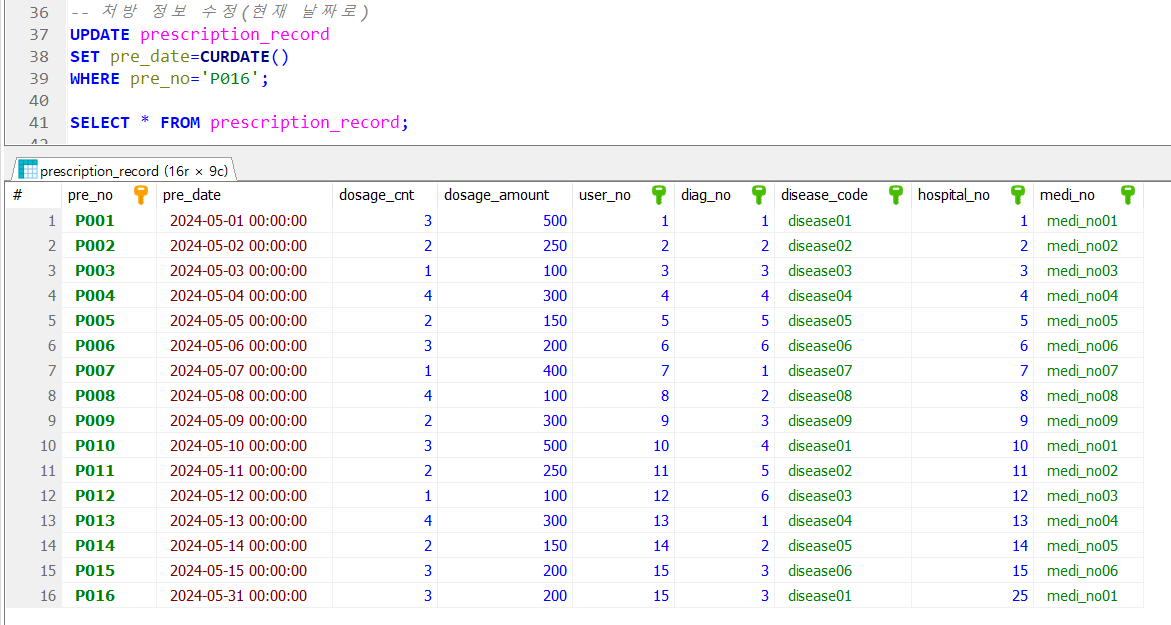 36 -- 처방 정보 수정(현재 날짜로)
37 UPDATE prescription_record
38 SET pre_date=CURDATE()
39 WHERE pre_no='P016';
40
41 SELECT * FROM prescription_record;
42
prescription_record (16r × 9c)
# pre_no pre_date dosage_cnt dosage_amount user_no diag_no disease_code hospital_no medi_no
1 P001 2024-05-01 00:00:00 3 500 1 1 disease01 1 medi_no01
2 P002 2024-05-02 00:00:00 2 250 2 2 disease02 2 medi_no02
3 P003 2024-05-03 00:00:00 1 100 3 3 disease03 3 medi_no03
4 P004 2024-05-04 00:00:00 4 300 4 4 disease04 4 medi_no04
5 P005 2024-05-05 00:00:00 2 150 5 5 disease05 5 medi_no05
6 P006 2024-05-06 00:00:00 3 200 6 6 disease06 6 medi_no06
7 P007 2024-05-07 00:00:00 1 400 7 1 disease07 7 medi_no07
8 P008 2024-05-08 00:00:00 4 100 8 2 disease08 8 medi_no08
9 P009 2024-05-09 00:00:00 2 300 9 3 disease09 9 medi_no09
10 P010 2024-05-10 00:00:00 3 500 10 4 disease01 10 medi_no01
11 P011 2024-05-11 00:00:00 2 250 11 5 disease02 11 medi_no02
12 P012 2024-05-12 00:00:00 1 100 12 6 disease03 12 medi_no03
13 P013 2024-05-13 00:00:00 4 300 13 1 disease04 13 medi_no04
14 P014 2024-05-14 00:00:00 2 150 14 2 disease05 14 medi_no05
15 P015 2024-05-15 00:00:00 3 200 15 3 disease06 15 medi_no06
16 P016 2024-05-31 00:00:00 3 200 15 3 disease01 25 medi_no01